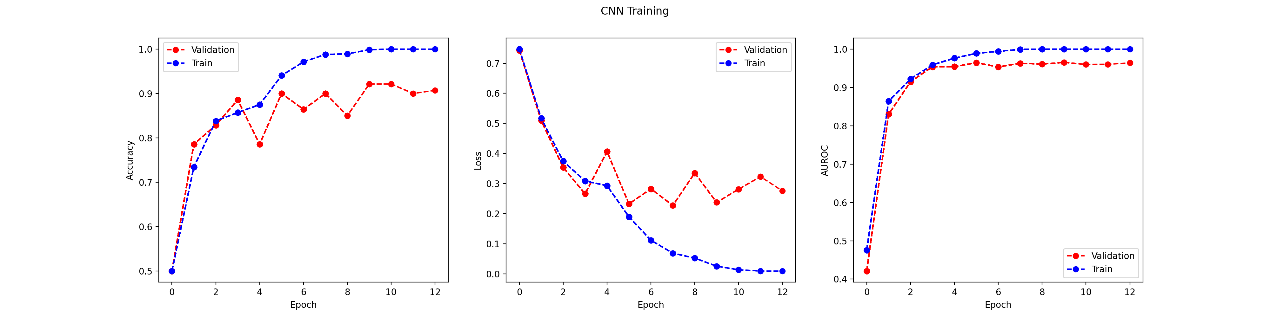 CNN Training
Accuracy
1.0
0.9
0.8
0.7
0.6
0.5
Validation
Train
0 2 4 6 8 10 12
Epoch
Loss
0.7
0.6
0.5
0.4
0.3
0.2
0.1
0.0
Validation
Train
0 2 4 6 8 10 12
Epoch
AUROC
1.0
0.9
0.8
0.7
0.6
0.5
0.4
Validation
Train
0 2 4 6 8 10 12
Epoch